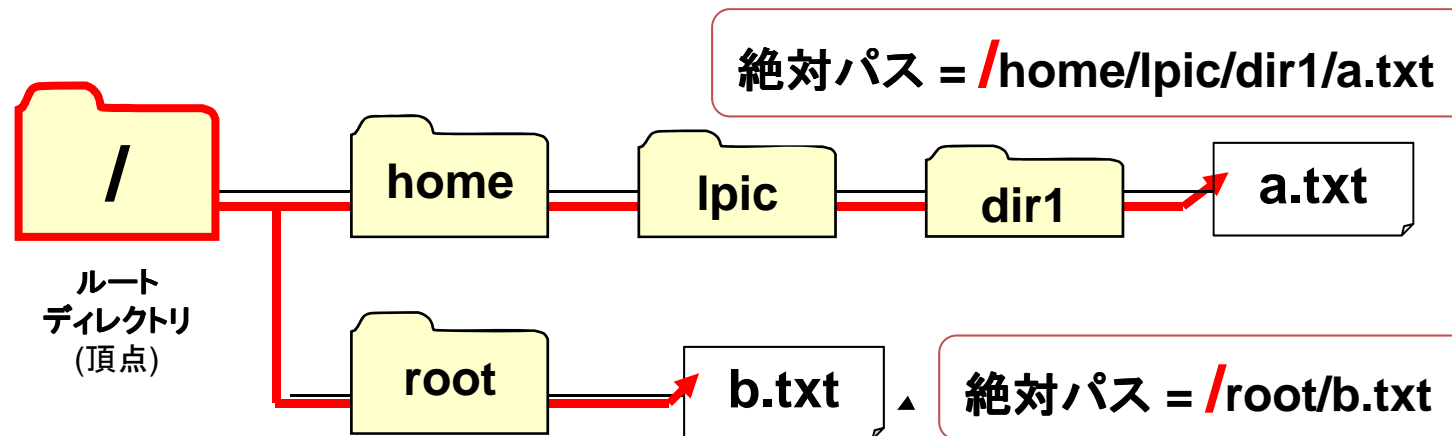 絶対パス = /home/lpic/dir1/a.txt
/
home
lpic
dir1
a.txt
ルート
ディレクトリ
(頂点)
root
b.txt
絶対パス = /root/b.txt